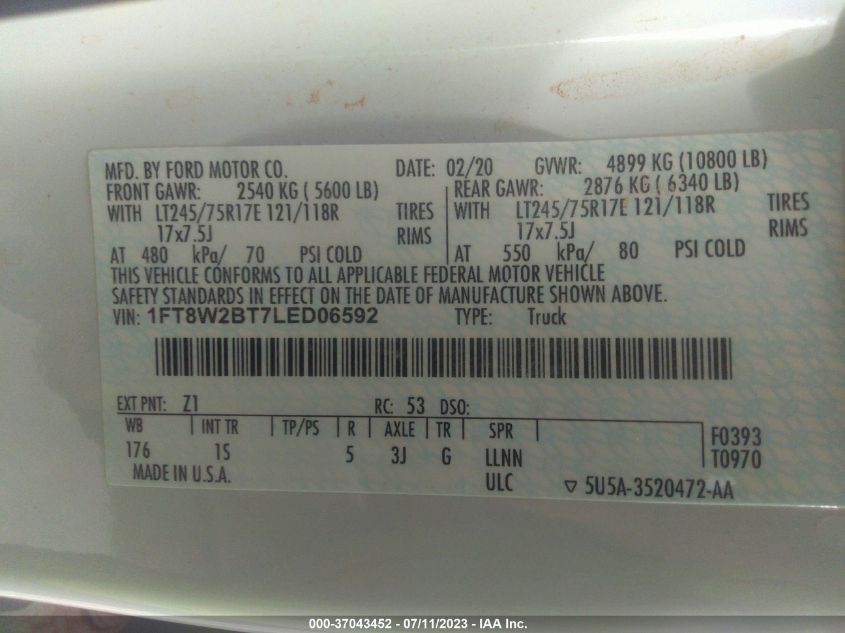 MFD. BY FORD MOTOR CO. DATE: 02/20 GVWR: 4899 KG (10800 LB)
FRONT GAWR: 2540 KG ( 5600 LB) REAR GAWR: 2876 KG ( 6340 LB)
WITH LT245/75R17E 121/118R TIRES WITH LT245/75R17E 121/118R TIRES
17x7.5J RIMS 17x7.5J RIMS
AT 480 kPa/ 70 PSI COLD AT 550 kPa/ 80 PSI COLD
THIS VEHICLE CONFORMS TO ALL APPLICABLE FEDERAL MOTOR VEHICLE
SAFETY STANDARDS IN EFFECT ON THE DATE OF MANUFACTURE SHOWN ABOVE.
VIN: 1FT8W2BT7LED06592 TYPE: Truck
EXT PNT: Z1 RC: 53 DSO:
WB INT TR TP/PS R AXLE TR SPR F0393
176 1S 5 3J G LLNN T0970
MADE IN U.S.A. ULC ▽ 5U5A-3520472-AA
000-37043452 - 07/11/2023 - IAA Inc.